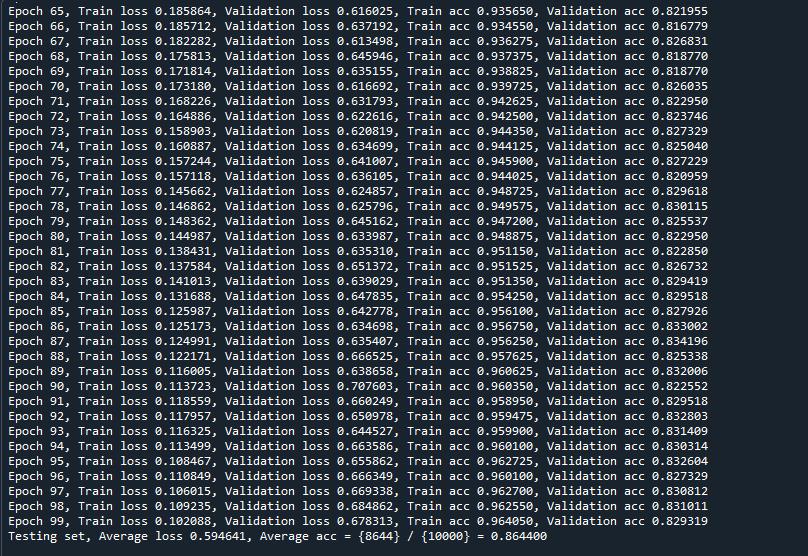 Epoch 65, Train loss 0.185864, Validation loss 0.616025, Train acc 0.935650, Validation acc 0.821955
Epoch 66, Train loss 0.185712, Validation loss 0.637192, Train acc 0.934550, Validation acc 0.816779
Epoch 67, Train loss 0.182282, Validation loss 0.613498, Train acc 0.936275, Validation acc 0.826831
Epoch 68, Train loss 0.175813, Validation loss 0.645946, Train acc 0.937375, Validation acc 0.818770
Epoch 69, Train loss 0.171814, Validation loss 0.635155, Train acc 0.938825, Validation acc 0.818770
Epoch 70, Train loss 0.173180, Validation loss 0.616692, Train acc 0.939725, Validation acc 0.826035
Epoch 71, Train loss 0.168226, Validation loss 0.631793, Train acc 0.942625, Validation acc 0.822950
Epoch 72, Train loss 0.164886, Validation loss 0.622616, Train acc 0.942500, Validation acc 0.823746
Epoch 73, Train loss 0.158903, Validation loss 0.620819, Train acc 0.944350, Validation acc 0.827329
Epoch 74, Train loss 0.160887, Validation loss 0.634699, Train acc 0.944125, Validation acc 0.825040
Epoch 75, Train loss 0.157244, Validation loss 0.641007, Train acc 0.945900, Validation acc 0.827229
Epoch 76, Train loss 0.157118, Validation loss 0.636105, Train acc 0.944025, Validation acc 0.820959
Epoch 77, Train loss 0.145662, Validation loss 0.624857, Train acc 0.948725, Validation acc 0.829618
Epoch 78, Train loss 0.146862, Validation loss 0.625796, Train acc 0.949575, Validation acc 0.830115
Epoch 79, Train loss 0.148362, Validation loss 0.645162, Train acc 0.947200, Validation acc 0.825537
Epoch 80, Train loss 0.144987, Validation loss 0.633987, Train acc 0.948875, Validation acc 0.822950
Epoch 81, Train loss 0.138431, Validation loss 0.635310, Train acc 0.951150, Validation acc 0.822850
Epoch 82, Train loss 0.137584, Validation loss 0.651372, Train acc 0.951525, Validation acc 0.826732
Epoch 83, Train loss 0.141013, Validation loss 0.639029, Train acc 0.951350, Validation acc 0.829419
Epoch 84, Train loss 0.131688, Validation loss 0.647835, Train acc 0.954250, Validation acc 0.829518
Epoch 85, Train loss 0.125987, Validation loss 0.642778, Train acc 0.956100, Validation acc 0.827926
Epoch 86, Train loss 0.125173, Validation loss 0.634698, Train acc 0.956750, Validation acc 0.833002
Epoch 87, Train loss 0.124991, Validation loss 0.635407, Train acc 0.956250, Validation acc 0.834196
Epoch 88, Train loss 0.122171, Validation loss 0.666525, Train acc 0.957625, Validation acc 0.825338
Epoch 89, Train loss 0.116005, Validation loss 0.638658, Train acc 0.960625, Validation acc 0.832006
Epoch 90, Train loss 0.113723, Validation loss 0.707603, Train acc 0.960350, Validation acc 0.822552
Epoch 91, Train loss 0.118559, Validation loss 0.660249, Train acc 0.958950, Validation acc 0.829518
Epoch 92, Train loss 0.117957, Validation loss 0.650978, Train acc 0.959475, Validation acc 0.832803
Epoch 93, Train loss 0.116325, Validation loss 0.644527, Train acc 0.959900, Validation acc 0.831409
Epoch 94, Train loss 0.113499, Validation loss 0.663586, Train acc 0.960100, Validation acc 0.830314
Epoch 95, Train loss 0.108467, Validation loss 0.655862, Train acc 0.962725, Validation acc 0.832604
Epoch 96, Train loss 0.110849, Validation loss 0.666349, Train acc 0.960100, Validation acc 0.827329
Epoch 97, Train loss 0.106015, Validation loss 0.669338, Train acc 0.962700, Validation acc 0.830812
Epoch 98, Train loss 0.109235, Validation loss 0.684862, Train acc 0.962550, Validation acc 0.831011
Epoch 99, Train loss 0.102088, Validation loss 0.678313, Train acc 0.964050, Validation acc 0.829319
Testing set, Average loss 0.594641, Average acc = {8644} / {10000} = 0.864400